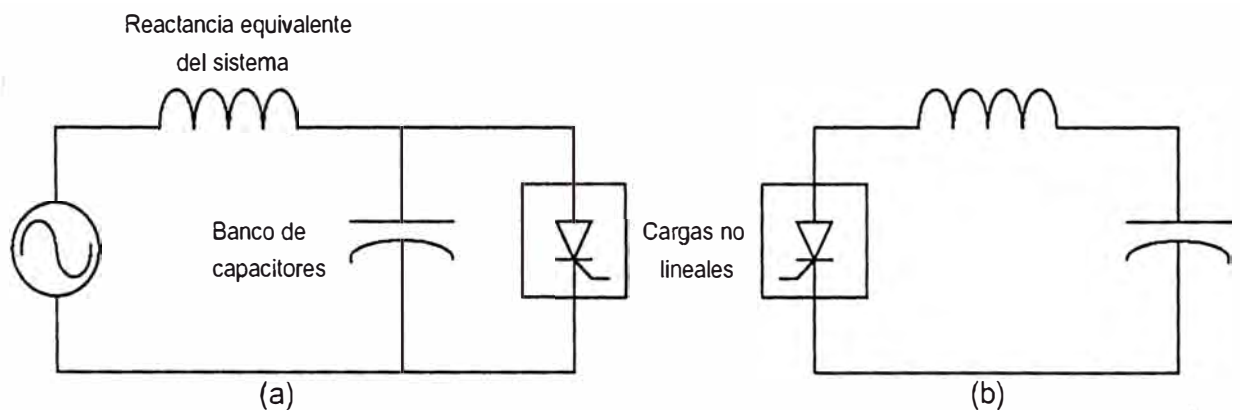 Reactancia equivalente
del sistema
Banco de
capacitores
Cargas no
lineales
(a)
(b)